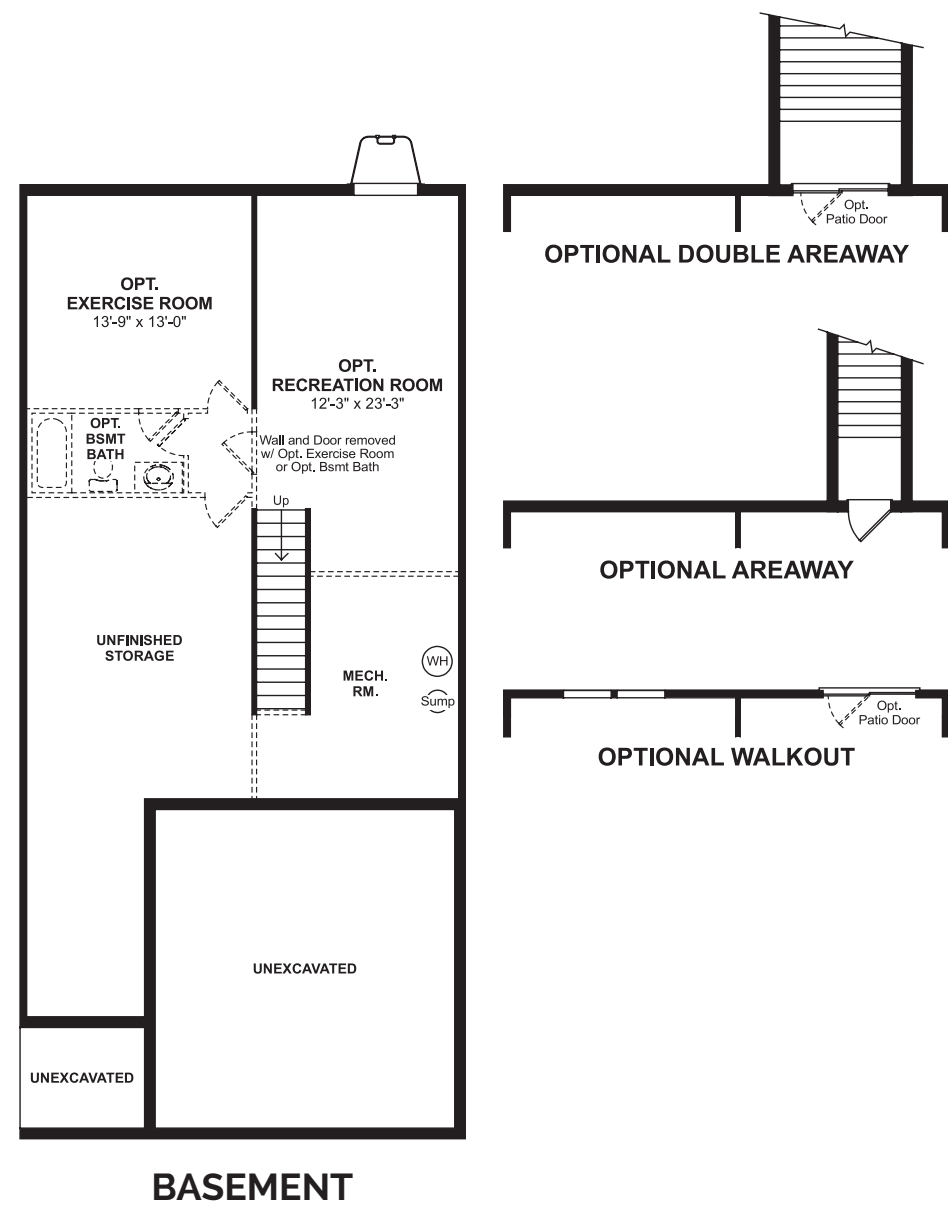 OPT.
EXERCISE ROOM
13'-9" x 13'-0"
OPT.
RECREATION ROOM
12'-3" x 23'-3"
OPT.
BSMT
BATH
Wall and Door removed
w/ Opt. Exercise Room
or Opt. Bsmt Bath
Up
UNFINISHED
STORAGE
MECH.
RM.
WH
Sump
UNEXCAVATED
UNEXCAVATED
BASEMENT
Opt.
Patio Door
OPTIONAL DOUBLE AREAWAY
OPTIONAL AREAWAY
Opt.
Patio Door
OPTIONAL WALKOUT